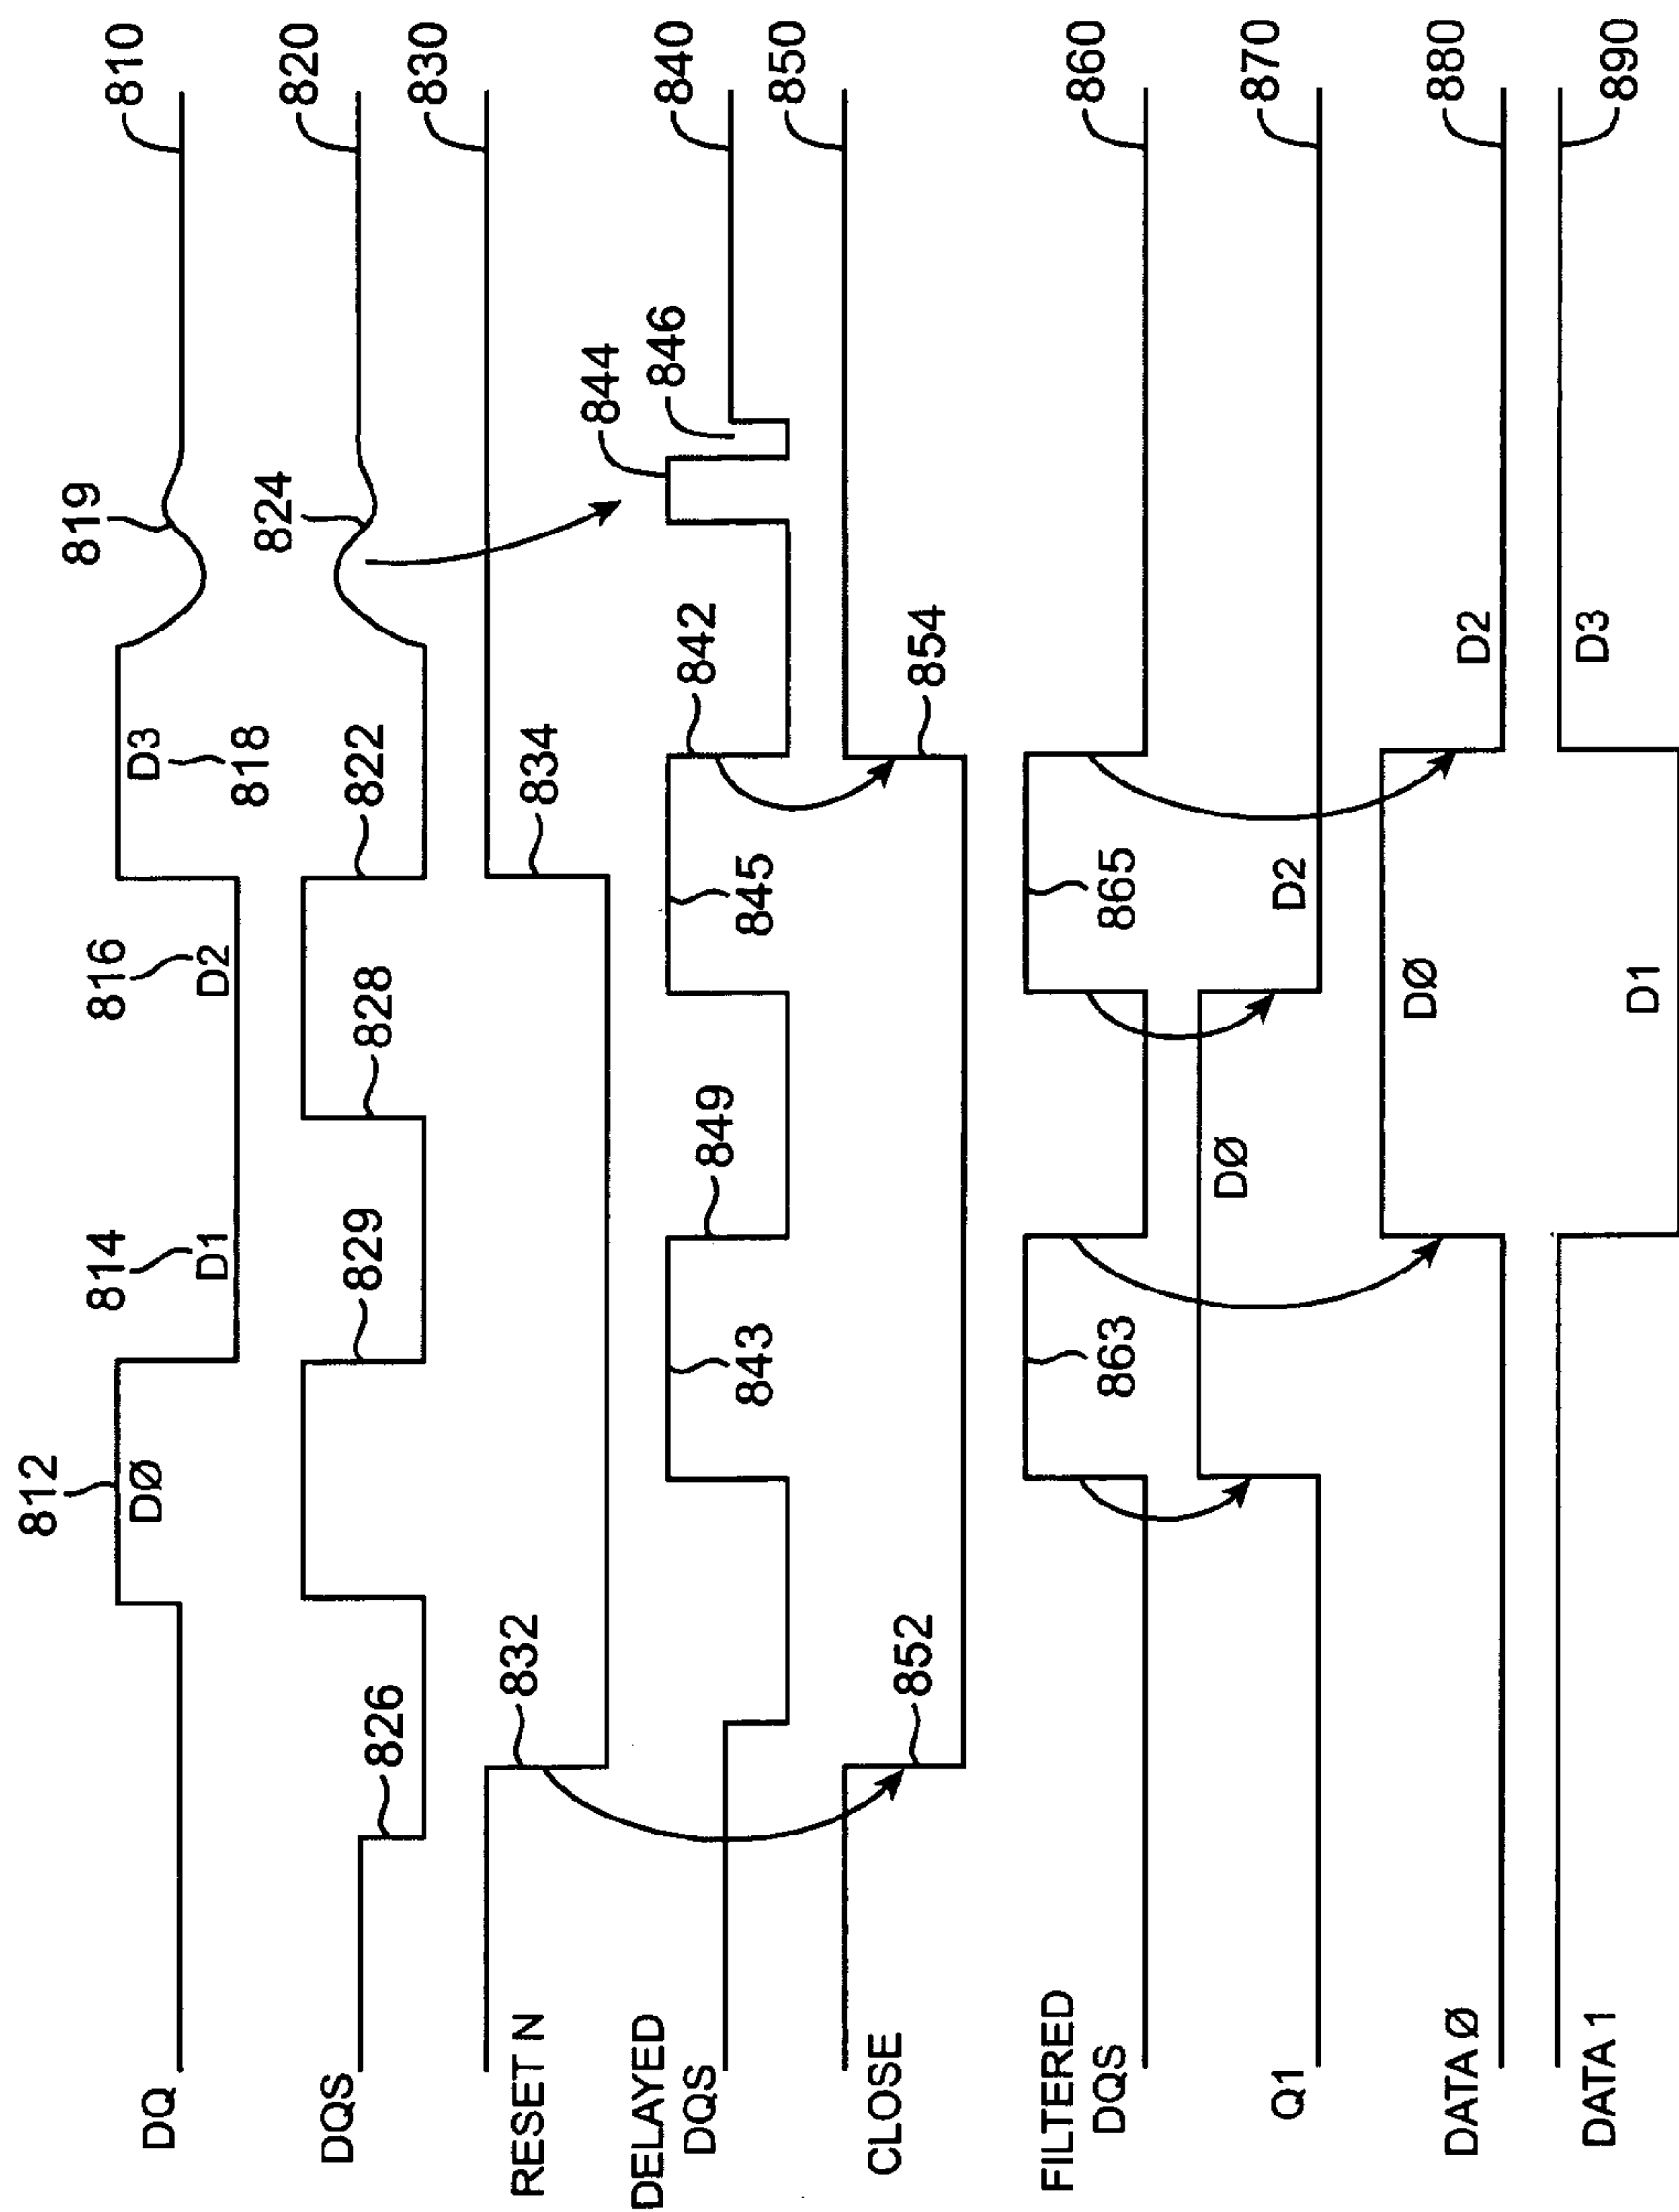 DQ
812
DØ
814
D1
816
D2
D3
818
819
810
DQS
826
829
828
822
824
820
RESET N
832
834
830
DELAYED
DQS
843
849
845
842
844
846
840
CLOSE
852
854
850
FILTERED
DQS
863
865
860
Q1
DØ
D2
870
DATA Ø
DØ
D2
880
DATA 1
D1
D3
890